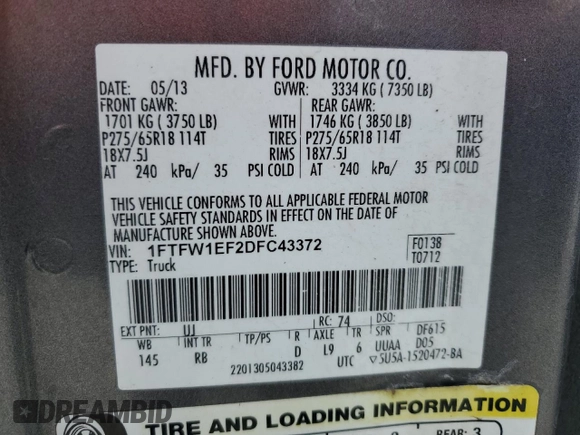 MFD. BY FORD MOTOR CO.
DATE: 05/13 GVWR: 3334 KG ( 7350 LB)
FRONT GAWR: REAR GAWR:
1701 KG ( 3750 LB) WITH 1746 KG ( 3850 LB) WITH
P275/65R18 114T TIRES P275/65R18 114T TIRES
18X7.5J RIMS 18X7.5J RIMS
AT 240 kPa/ 35 PSI COLD AT 240 kPa/ 35 PSI COLD
THIS VEHICLE CONFORMS TO ALL APPLICABLE FEDERAL MOTOR
VEHICLE SAFETY STANDARDS IN EFFECT ON THE DATE OF
MANUFACTURE SHOWN ABOVE.
VIN: 1FTFW1EF2DFC43372 F0138
TYPE: Truck T0712
EXT PNT: UJ RC: 74 DSO:
WB INT TR TP/PS R AXLE TR SPR DF615
145 RB D L9 6 UUAA D05
2201305043382 UTC ▽5U5A-1520472-BA
TIRE AND LOADING INFORMATION
REAR: 3
DREAMBID